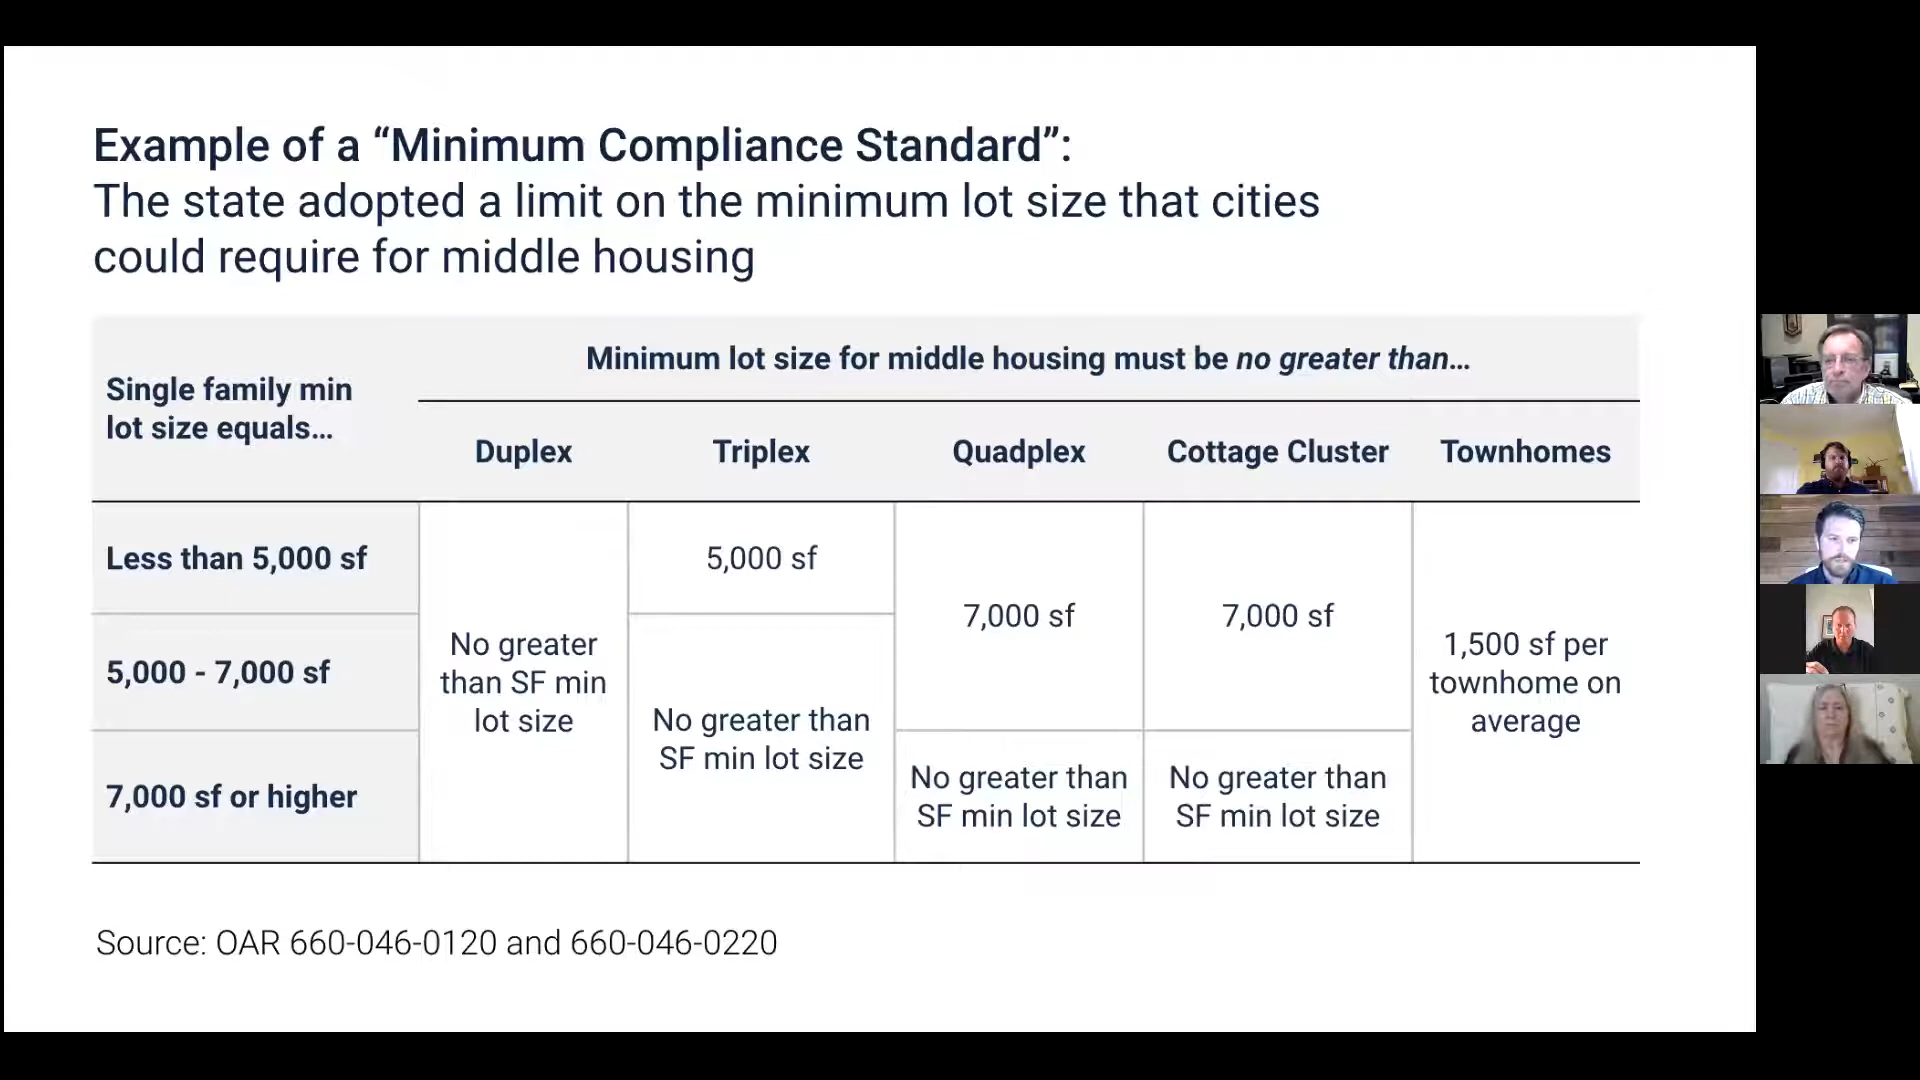 Example of a “Minimum Compliance Standard”:
The state adopted a limit on the minimum lot size that cities
could require for middle housing
Single family min
lot size equals…
Minimum lot size for middle housing must be no greater than…
Duplex
Triplex
Quadplex
Cottage Cluster
Townhomes
Less than 5,000 sf
5,000 - 7,000 sf
7,000 sf or higher
No greater
than SF min
lot size
5,000 sf
No greater than
SF min lot size
7,000 sf
No greater than
SF min lot size
7,000 sf
No greater than
SF min lot size
1,500 sf per
townhome on
average
Source: OAR 660-046-0120 and 660-046-0220